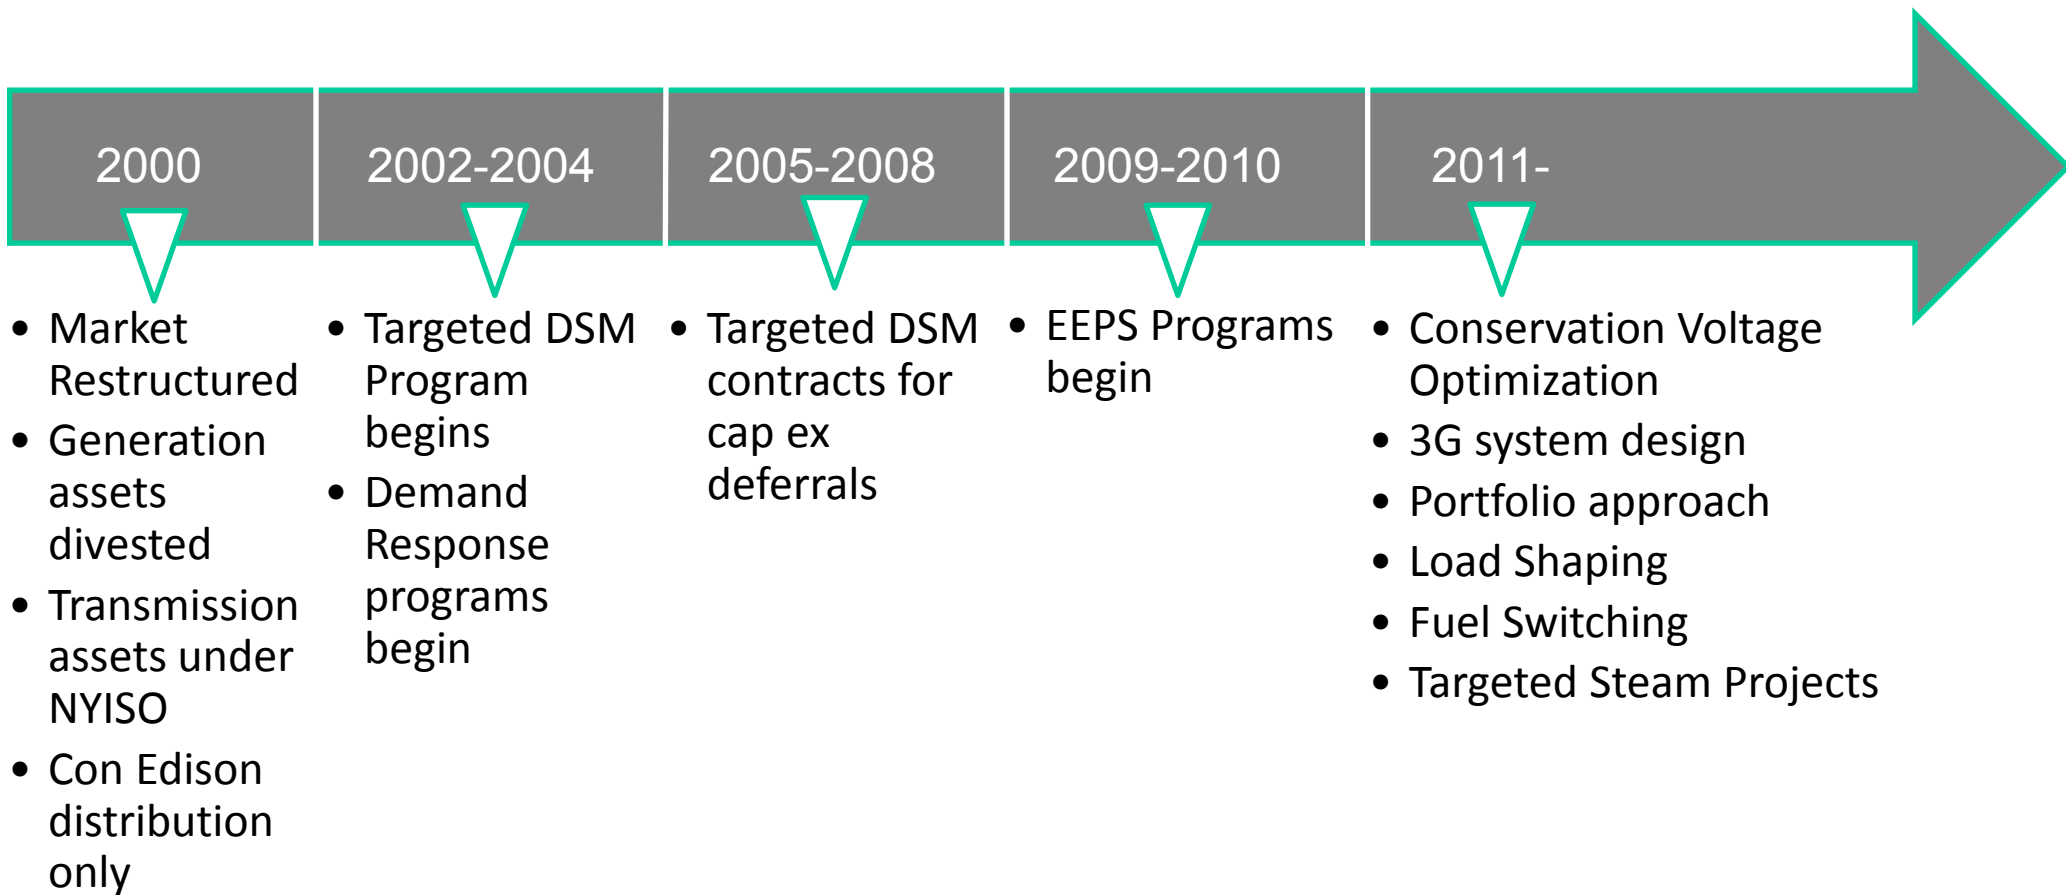 2000
2002-2004
2005-2008
2009-2010
2011-
• Market
Restructured
• Generation
assets
divested
• Transmission
assets under
NYISO
• Con Edison
distribution
only
• Targeted DSM
Program
begins
• Demand
Response
programs
begin
• Targeted DSM
contracts for
cap ex
deferrals
• EEPS Programs
begin
• Conservation Voltage
Optimization
• 3G system design
• Portfolio approach
• Load Shaping
• Fuel Switching
• Targeted Steam Projects